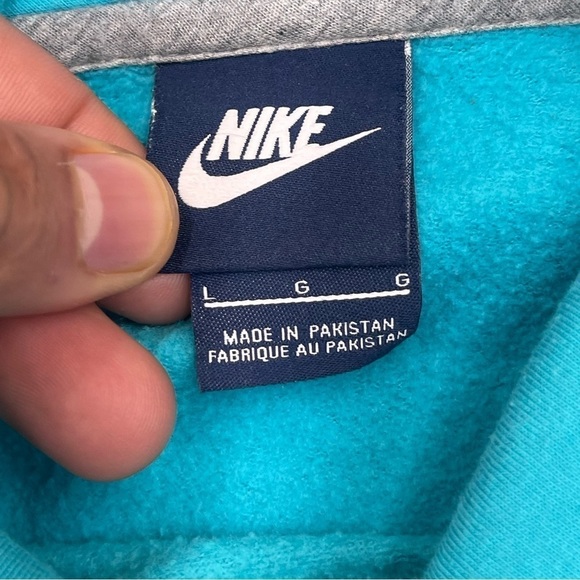 NIKE
L G G
MADE IN PAKISTAN
FABRIQUE AU PAKISTAN